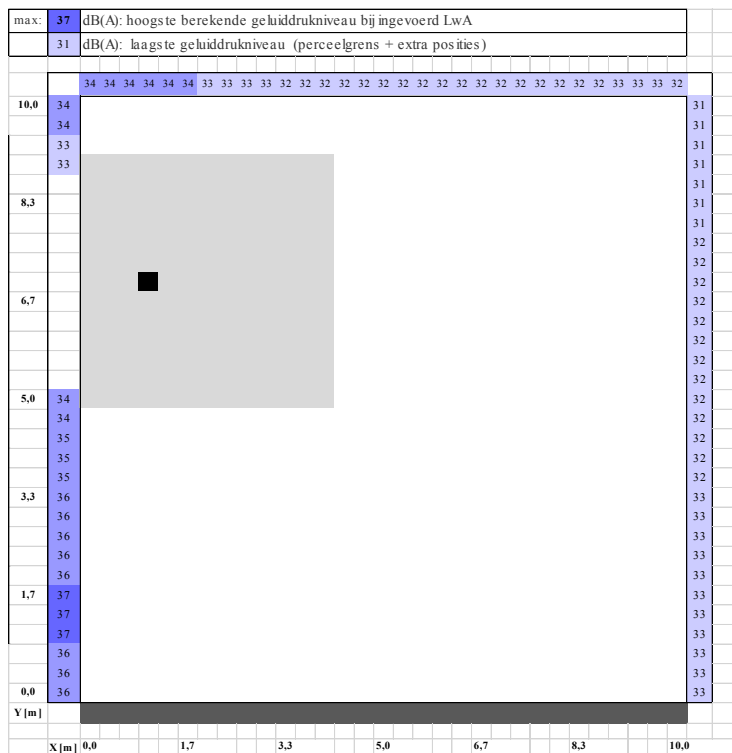 max: 37 dB(A): hoogste berekende geluiddrukniveau bij ingevoerd LwA
31 dB(A): laagste geluiddrukniveau (perceelgrens + extra posities)
34 34 34 34 34 34 33 33 33 33 32 32 32 32 32 32 32 32 32 32 32 32 32 32 32 32 32 33 33 33 32
10,0 34 31
34 31
33 31
33 31
31
8,3 31
31
32
32
32
6,7 32
32
32
32
32
5,0 34 32
34 32
35 32
35 32
35 32
3,3 36 33
36 33
36 33
36 33
36 33
1,7 37 33
37 33
37 33
36 33
36 33
0,0 36 33
Y [m]
X [m] 0,0 1,7 3,3 5,0 6,7 8,3 10,0